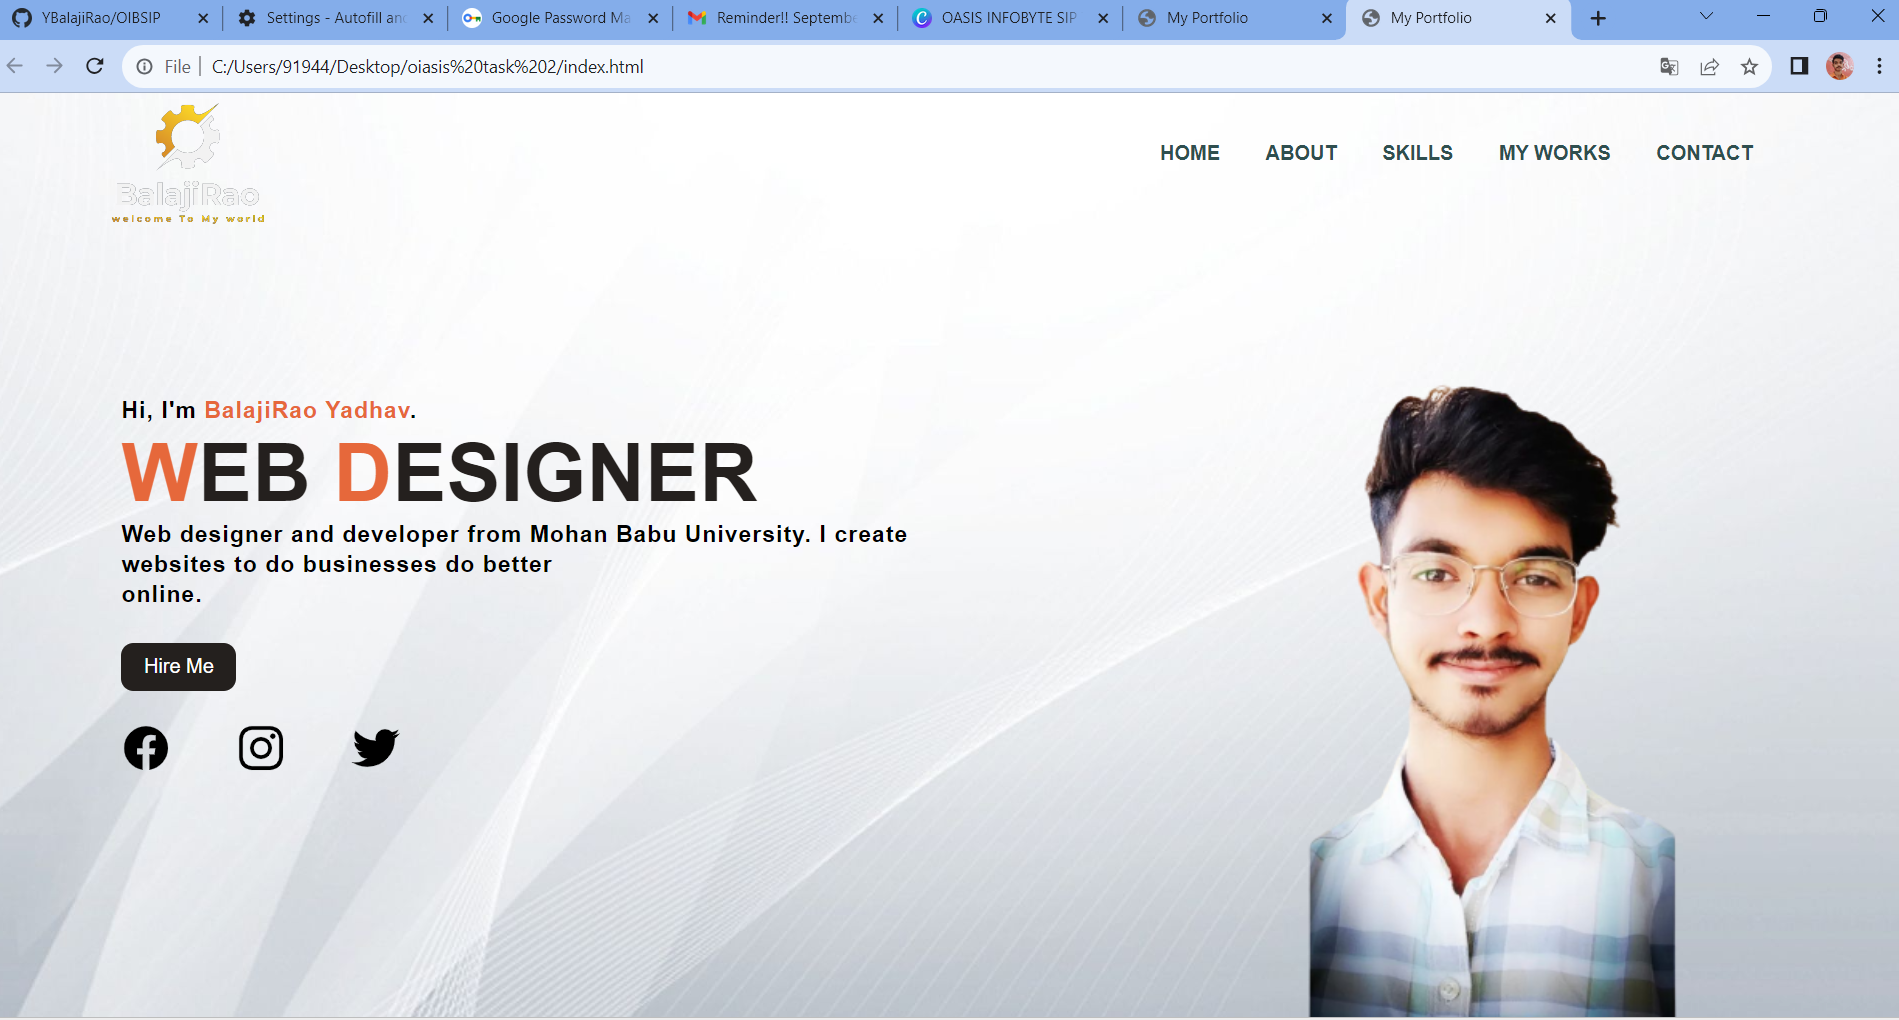 YBalajiRao/OIBSIP
Settings - Autofill and
Google Password Ma
Reminder!! Septembe
OASIS INFOBYTE SIP
My Portfolio
My Portfolio
File
C:/Users/91944/Desktop/oiasis%20task%202/index.html
BalajiRao
welcome To My world
HOME
ABOUT
SKILLS
MY WORKS
CONTACT
Hi, I'm BalajiRao Yadhav.
WEB DESIGNER
Web designer and developer from Mohan Babu University. I create
websites to do businesses do better
online.
Hire Me